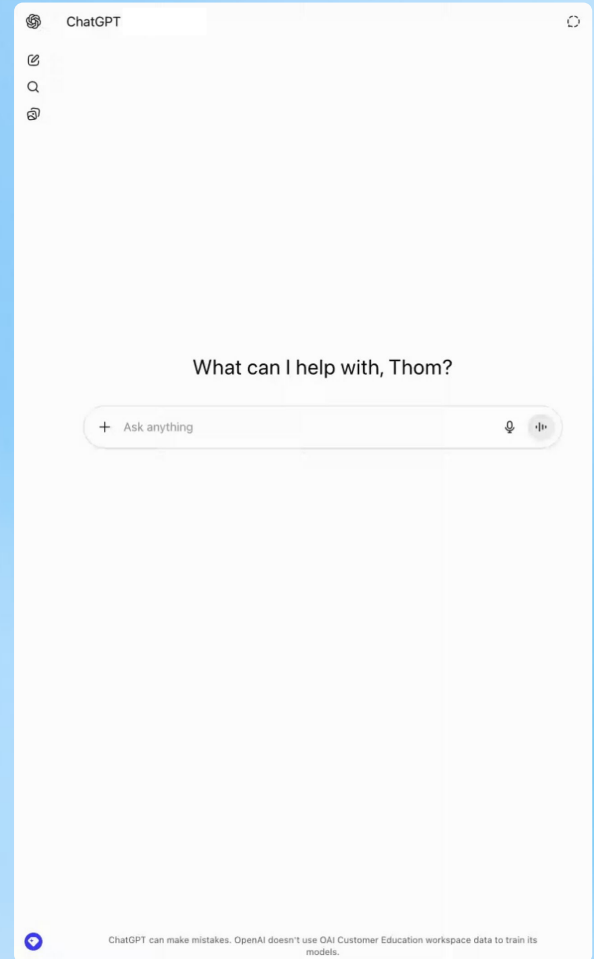 ChatGPT
What can I help with, Thom?
Ask anything
ChatGPT can make mistakes. OpenAI doesn't use OAI Customer Education workspace data to train its
models.